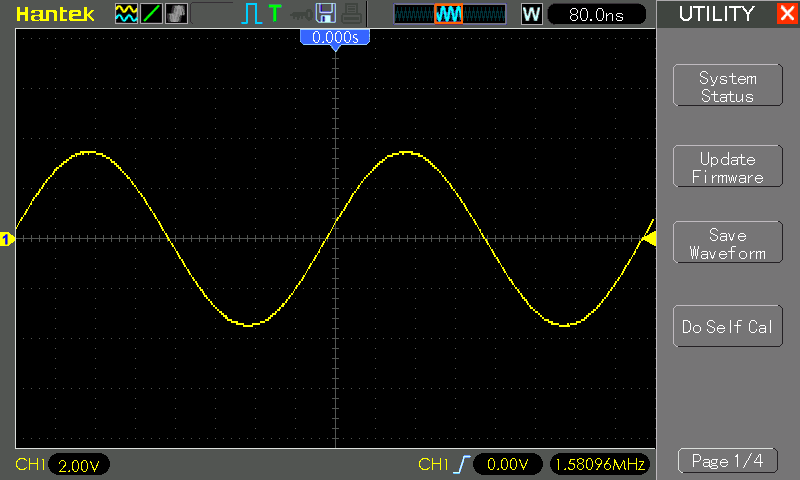 Hantek
T
W
80.0ns
UTILITY
X
0.000s
System
Status
Update
Firmware
Save
Waveform
Do Self Cal
1
CH1 2.00V
CH1 0.00V
1.58096MHz
Page 1/4